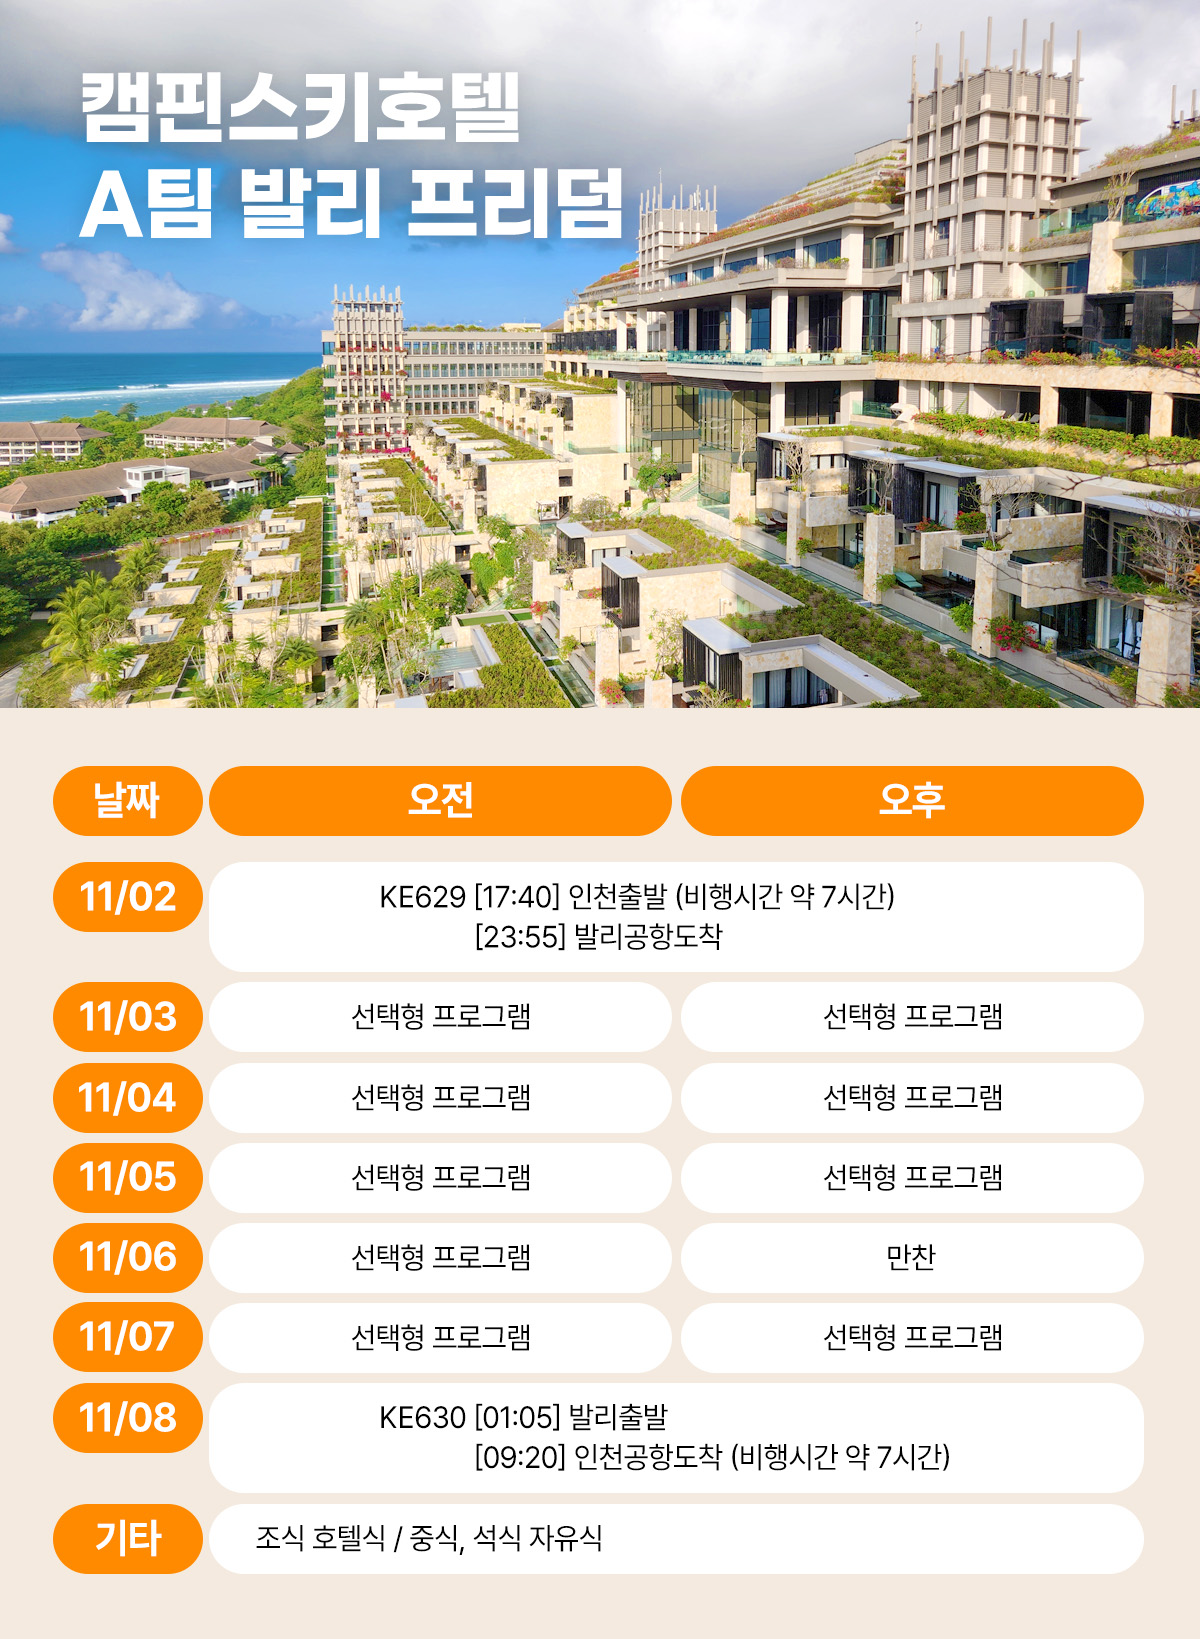 캠핀스키호텔
A팀 발리 프리덤
날짜 오전 오후
11/02 KE629 [17:40] 인천출발 (비행시간 약 7시간)
[23:55] 발리공항도착
11/03 선택형 프로그램 선택형 프로그램
11/04 선택형 프로그램 선택형 프로그램
11/05 선택형 프로그램 선택형 프로그램
11/06 선택형 프로그램 만찬
11/07 선택형 프로그램 선택형 프로그램
11/08 KE630 [01:05] 발리출발
[09:20] 인천공항도착 (비행시간 약 7시간)
기타 조식 호텔식 / 중식, 석식 자유식